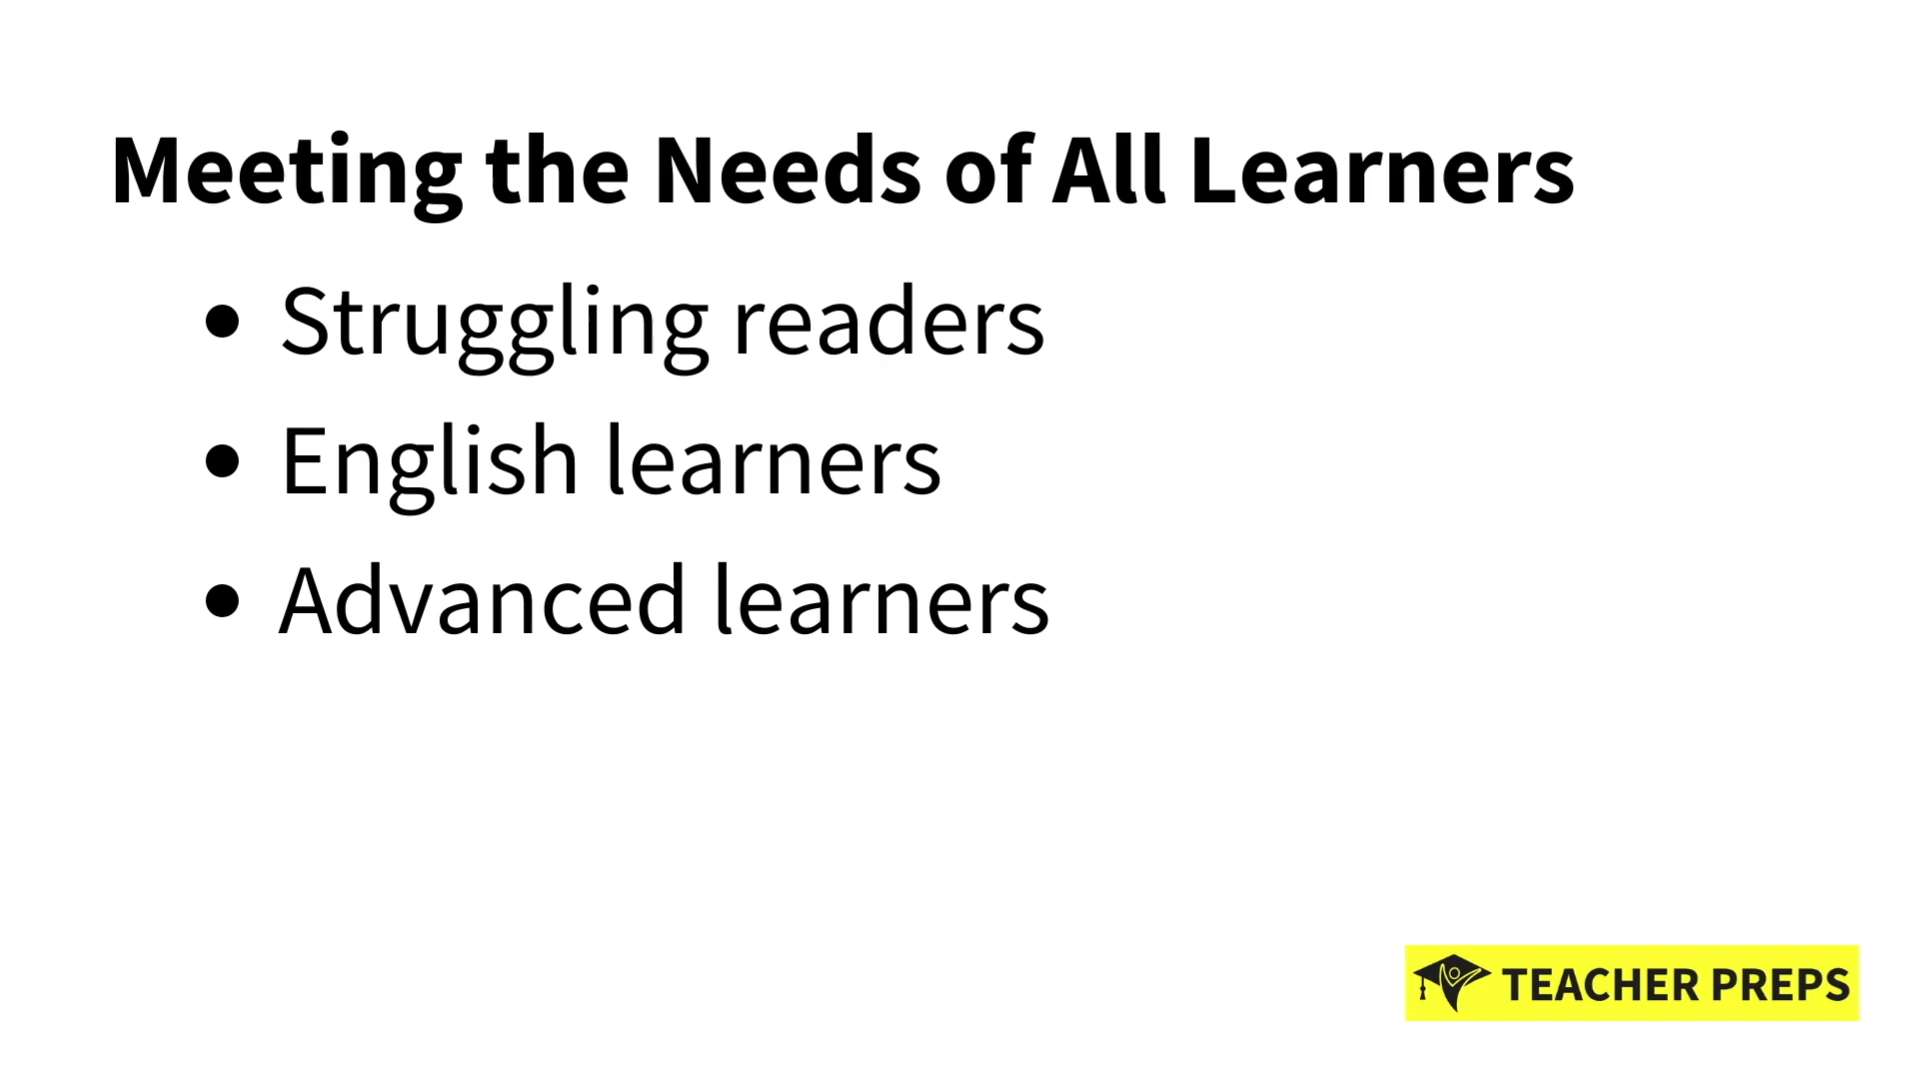 Meeting the Needs of All Learners
• Struggling readers
• English learners
• Advanced learners
TEACHER PREPS